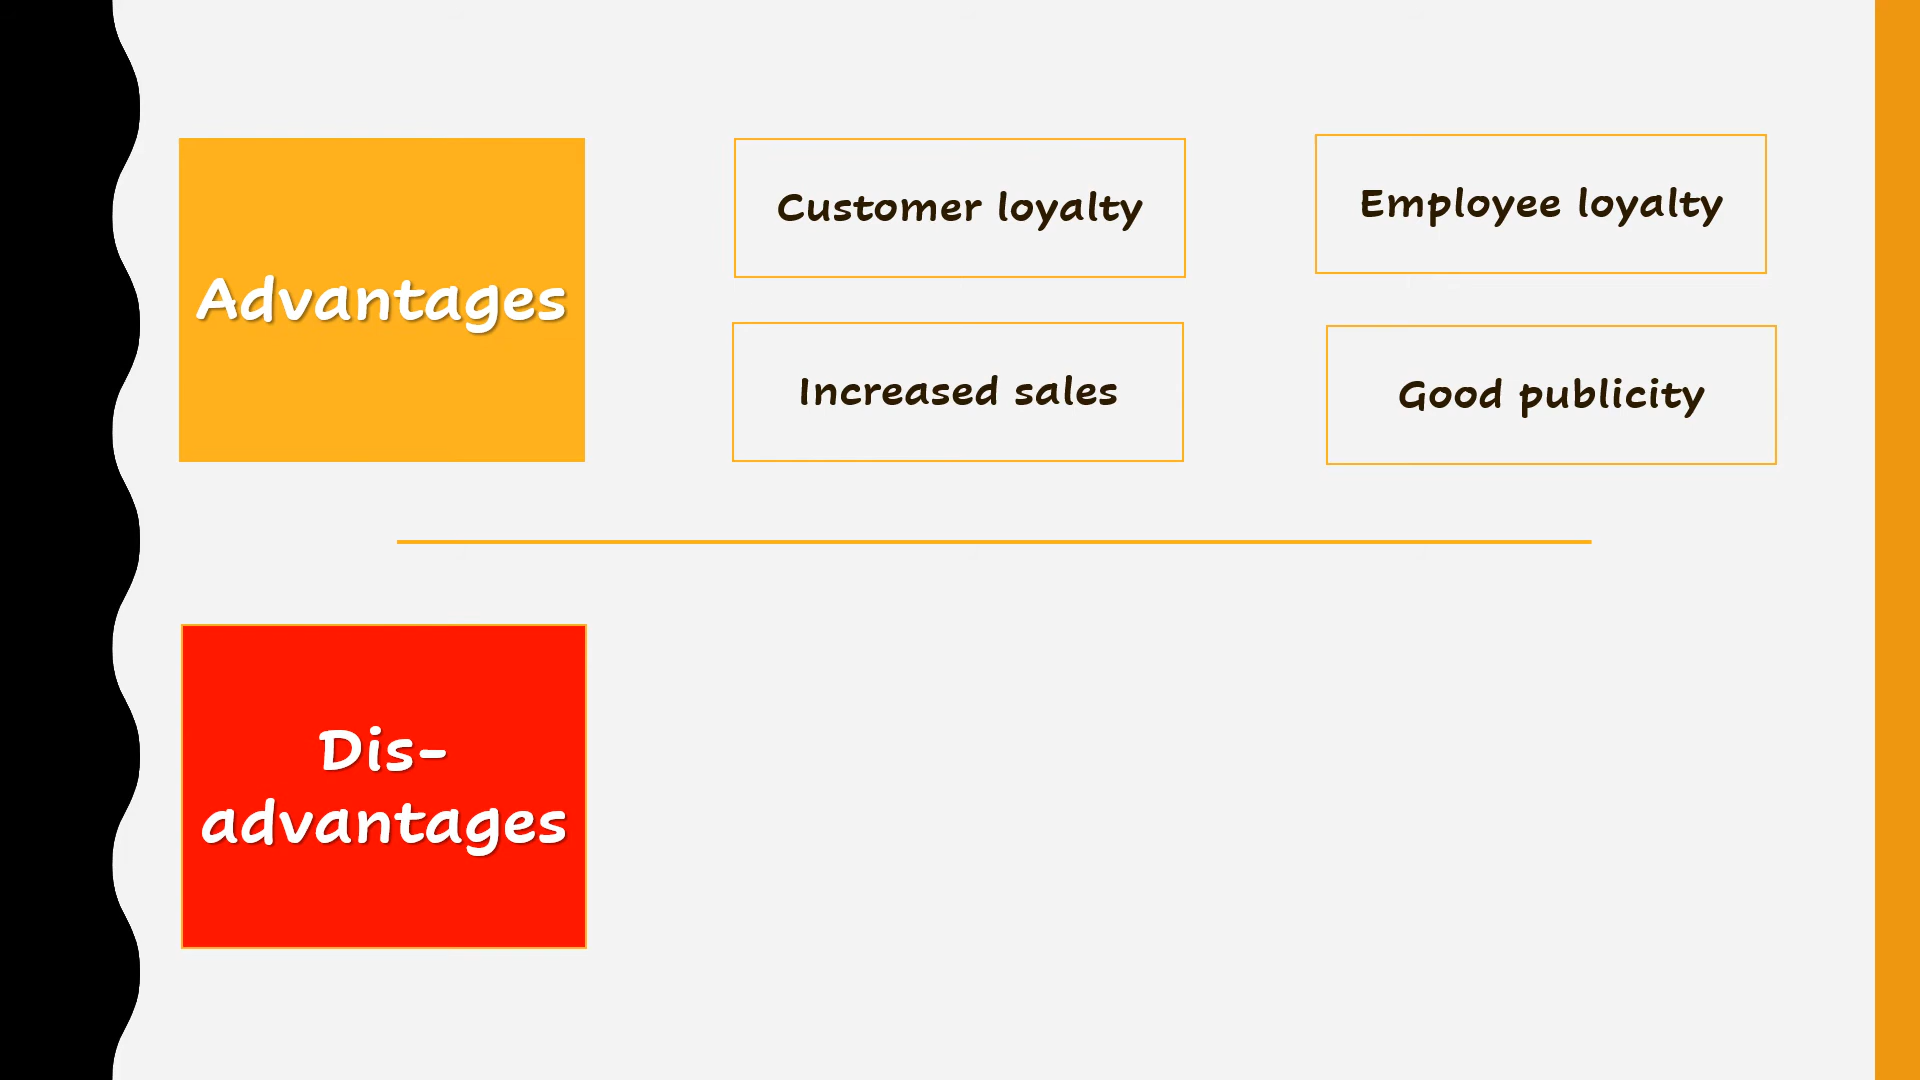 Advantages
Customer loyalty
Employee loyalty
Increased sales
Good publicity
Dis-
advantages